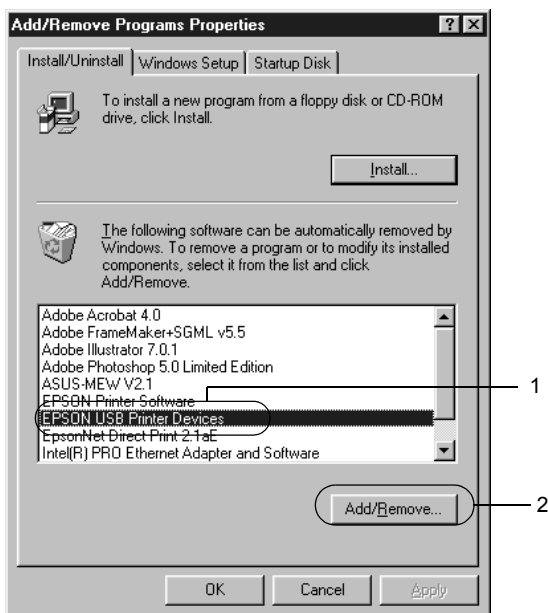 Add/Remove Programs Properties
Install/Uninstall
Windows Setup
Startup Disk
To install a new program from a floppy disk or CD-ROM
drive, click Install.
Install...
The following software can be automatically removed by
Windows. To remove a program or to modify its installed
components, select it from the list and click
Add/Remove.
Adobe Acrobat 4.0
Adobe FrameMaker+SGML v5.5
Adobe Illustrator 7.0.1
Adobe Photoshop 5.0 Limited Edition
ASUS-MEW V2.1
EPSON Printer Software
1
EPSON USB Printer Devices
EpsonNet Direct Print 2.1aE
Intel(R) PRO Ethernet Adapter and Software
Add/Remove...
2
OK
Cancel
Apply